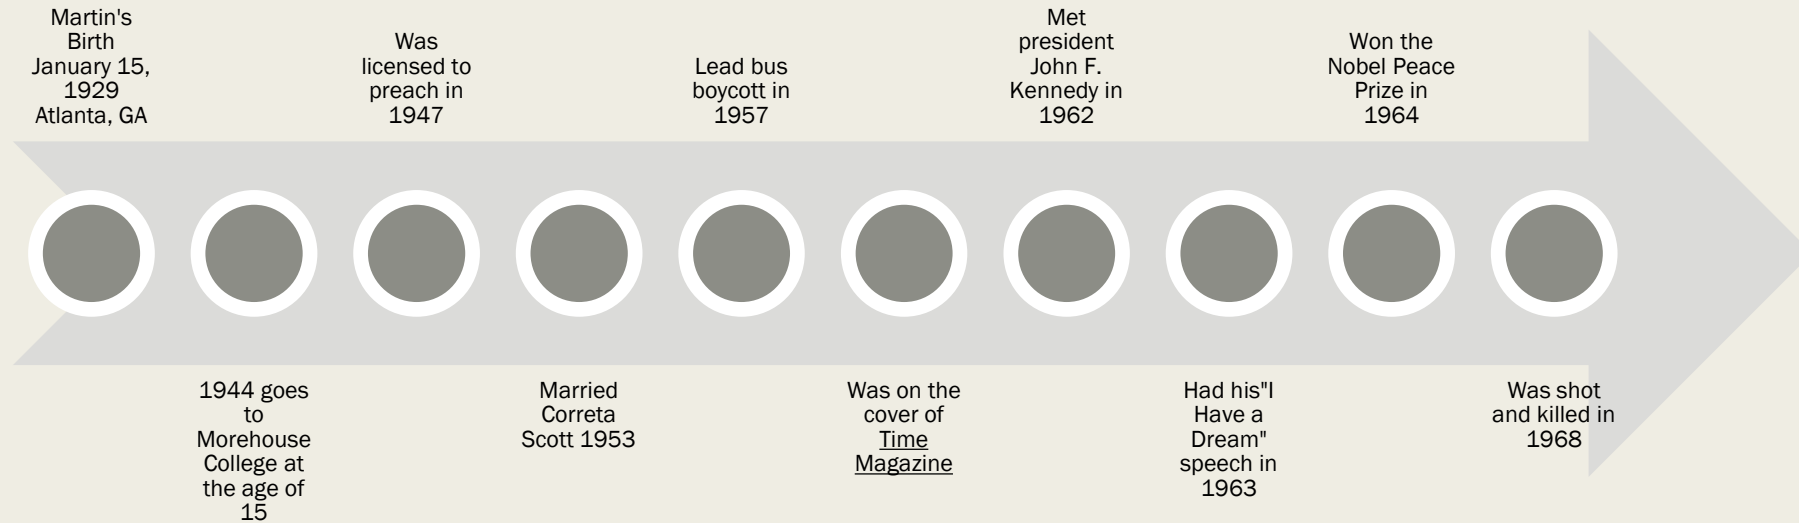 Martin's
Birth
January 15,
1929
Atlanta, GA
1944 goes
to
Morehouse
College at
the age of
15
Was
licensed to
preach in
1947
Married
Correta
Scott 1953
Lead bus
boycott in
1957
Was on the
cover of
Time
Magazine
Met
president
John F.
Kennedy in
1962
Had his"I
Have a
Dream"
speech in
1963
Won the
Nobel Peace
Prize in
1964
Was shot
and killed in
1968